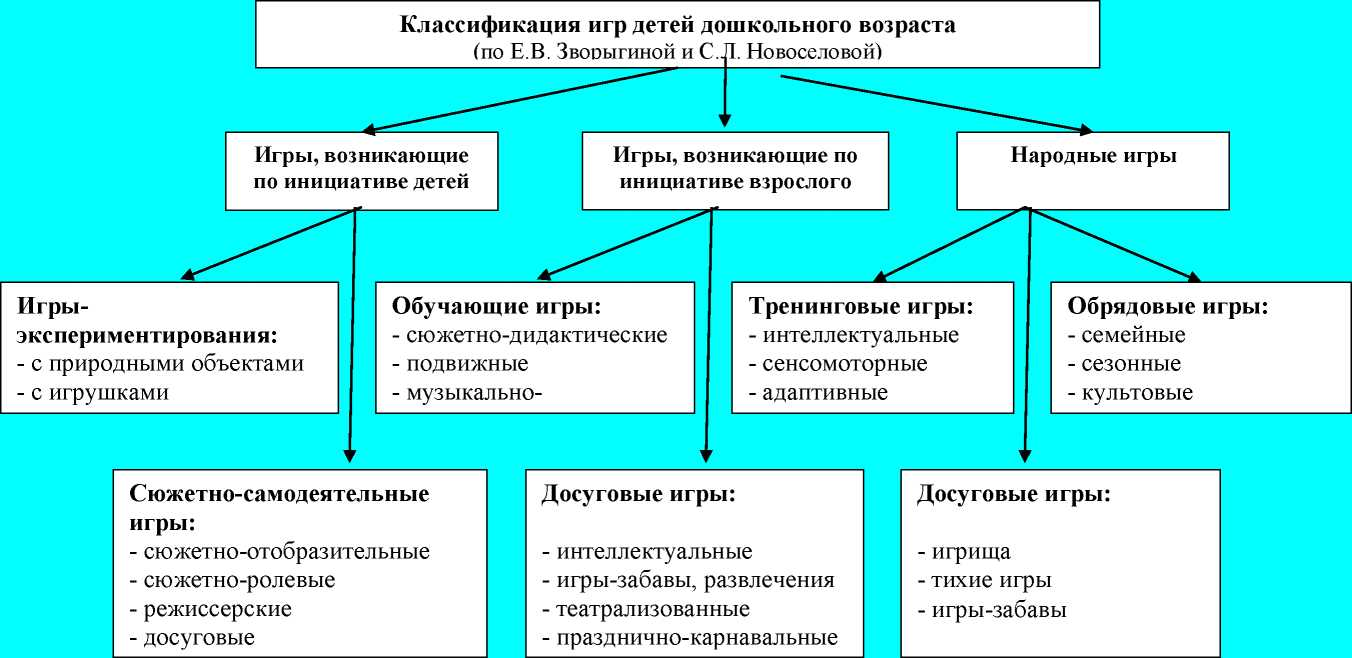 Классификация игр детей дошкольного возраста
(по Е.В. Зворыгиной и С.Л. Новоселовой)
Игры, возникающие
по инициативе детей
Игры, возникающие по
инициативе взрослого
Народные игры
Игры-
экспериментирования:
- с природными объектами
- с игрушками
Обучающие игры:
- сюжетно-дидактические
- подвижные
- музыкально-
Тренинговые игры:
- интеллектуальные
- сенсомоторные
- адаптивные
Обрядовые игры:
- семейные
- сезонные
- культовые
Сюжетно-самодеятельные
игры:
- сюжетно-отобразительные
- сюжетно-ролевые
- режиссерские
- досуговые
Досуговые игры:
- интеллектуальные
- игры-забавы, развлечения
- театрализованные
- празднично-карнавальные
Досуговые игры:
- игрища
- тихие игры
- игры-забавы